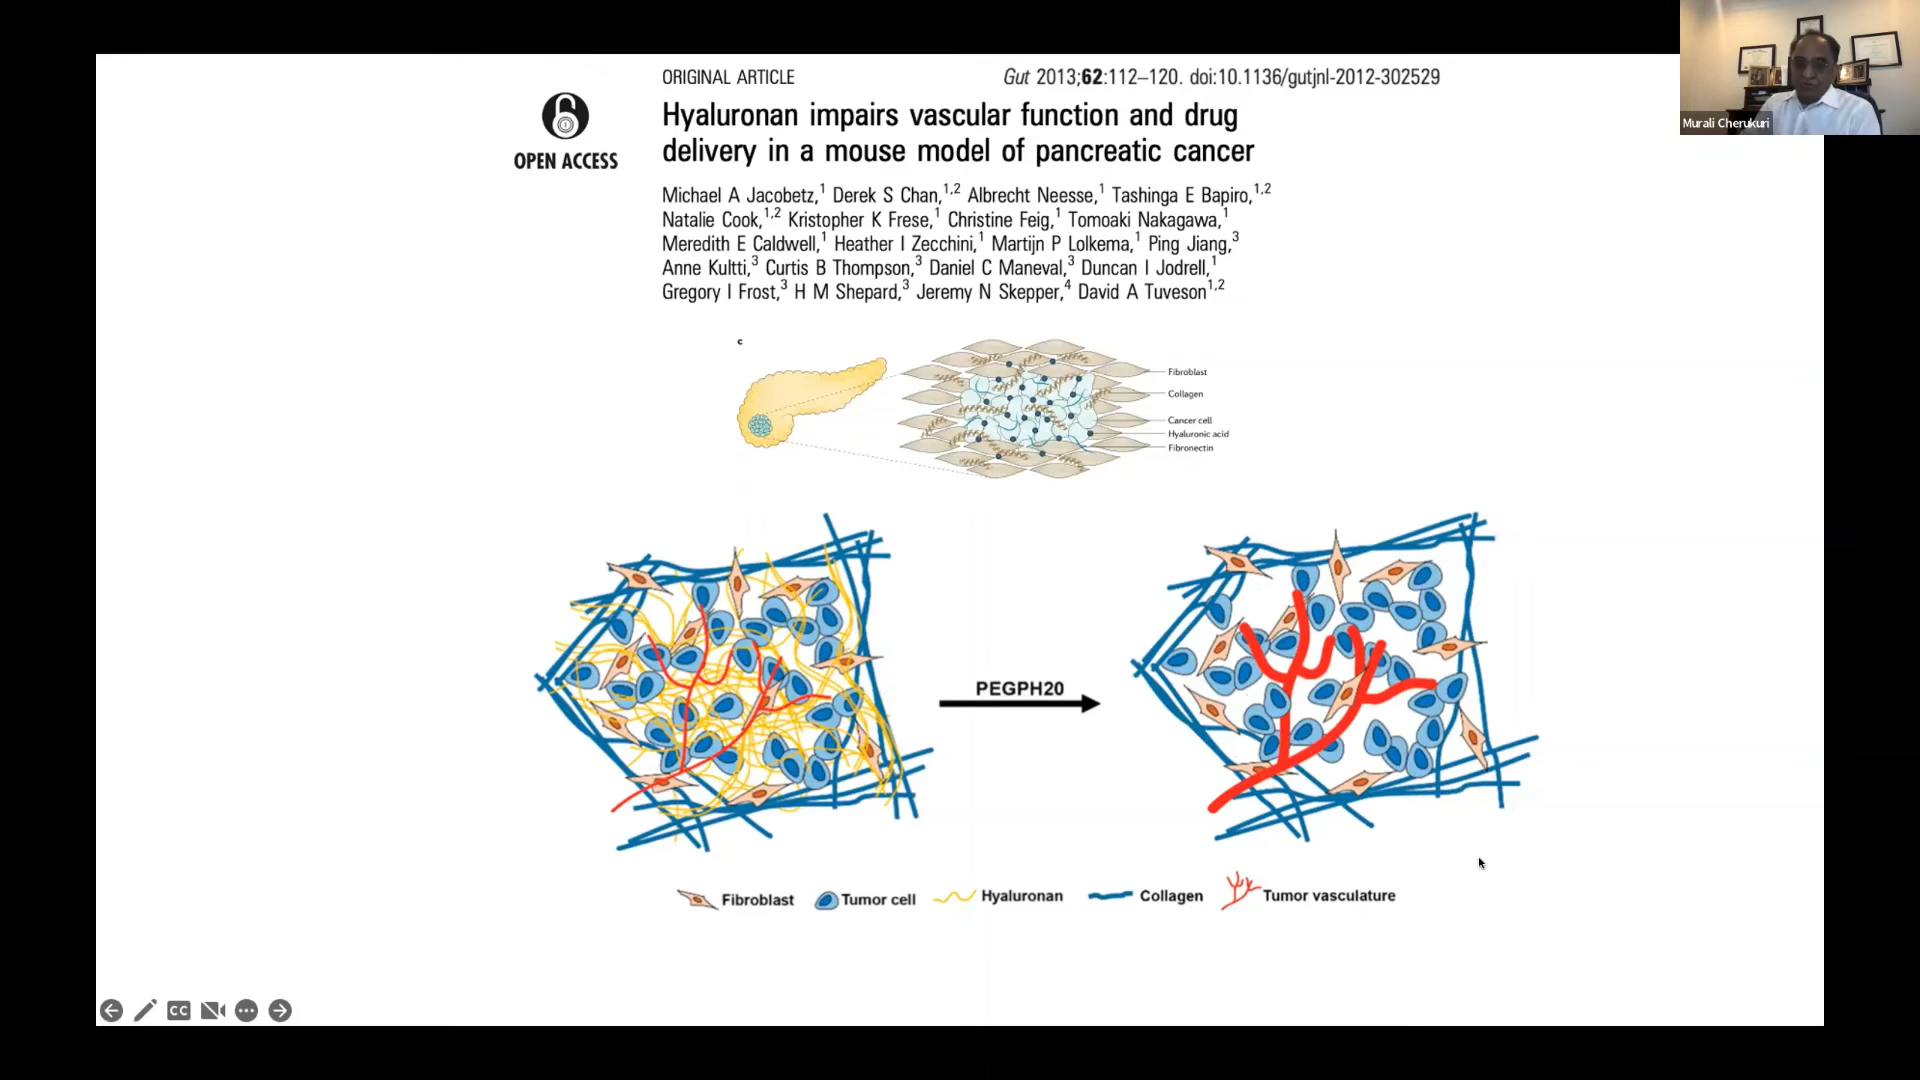 ORIGINAL ARTICLE
Gut 2013;62:112–120. doi:10.1136/gutjnl-2012-302529
OPEN ACCESS
Hyaluronan impairs vascular function and drug
delivery in a mouse model of pancreatic cancer
Michael A Jacobetz,1 Derek S Chan,1,2 Albrecht Neesse,1 Tashinga E Bapiro,1,2
Natalie Cook,1,2 Kristopher K Frese,1 Christine Feig,1 Tomoaki Nakagawa,1
Meredith E Caldwell,1 Heather I Zecchini,1 Martijn P Lolkema,1 Ping Jiang,3
Anne Kultti,3 Curtis B Thompson,3 Daniel C Maneval,3 Duncan I Jodrell,1
Gregory I Frost,3 H M Shepard,3 Jeremy N Skepper,4 David A Tuveson1,2
Murali Cherukuri
c
Fibroblast
Collagen
Cancer cell
Hyaluronic acid
Fibronectin
PEGPH20
Fibroblast
Tumor cell
Hyaluronan
Collagen
Tumor vasculature
CC